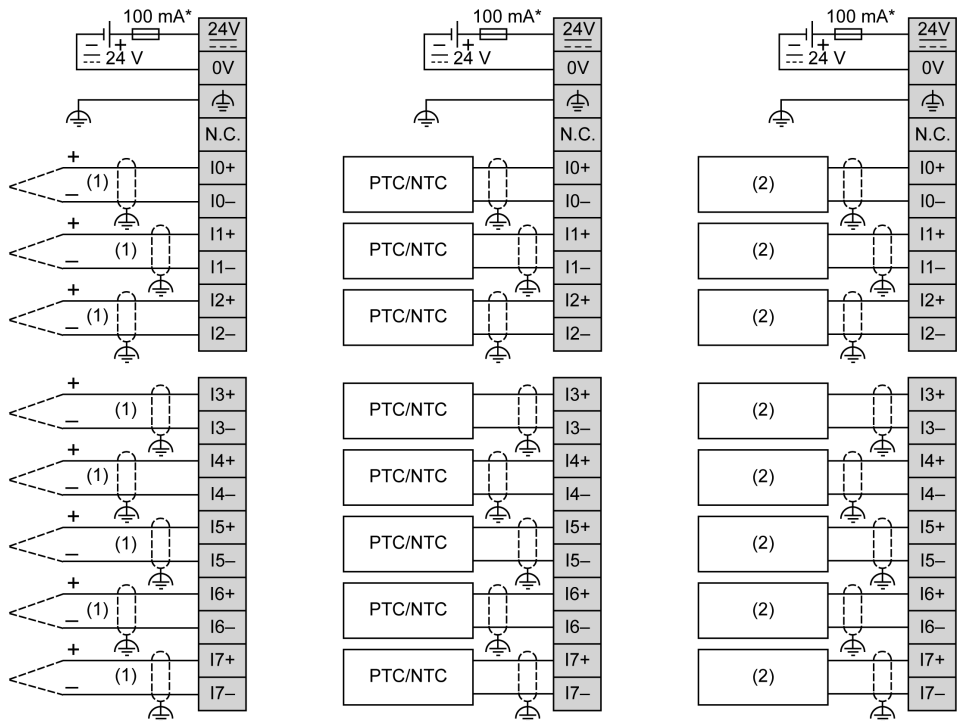 100 mA* 24V
– + 24 V
0V
N.C.
+ (1) I0+
– I0–
+ (1) I1+
– I1–
+ (1) I2+
– I2–
+ (1) I3+
– I3–
+ (1) I4+
– I4–
+ (1) I5+
– I5–
+ (1) I6+
– I6–
+ (1) I7+
– I7–
100 mA* 24V
– + 24 V
0V
N.C.
PTC/NTC I0+
I0–
PTC/NTC I1+
I1–
PTC/NTC I2+
I2–
PTC/NTC I3+
I3–
PTC/NTC I4+
I4–
PTC/NTC I5+
I5–
PTC/NTC I6+
I6–
PTC/NTC I7+
I7–
100 mA* 24V
– + 24 V
0V
N.C.
(2) I0+
I0–
(2) I1+
I1–
(2) I2+
I2–
(2) I3+
I3–
(2) I4+
I4–
(2) I5+
I5–
(2) I6+
I6–
(2) I7+
I7–